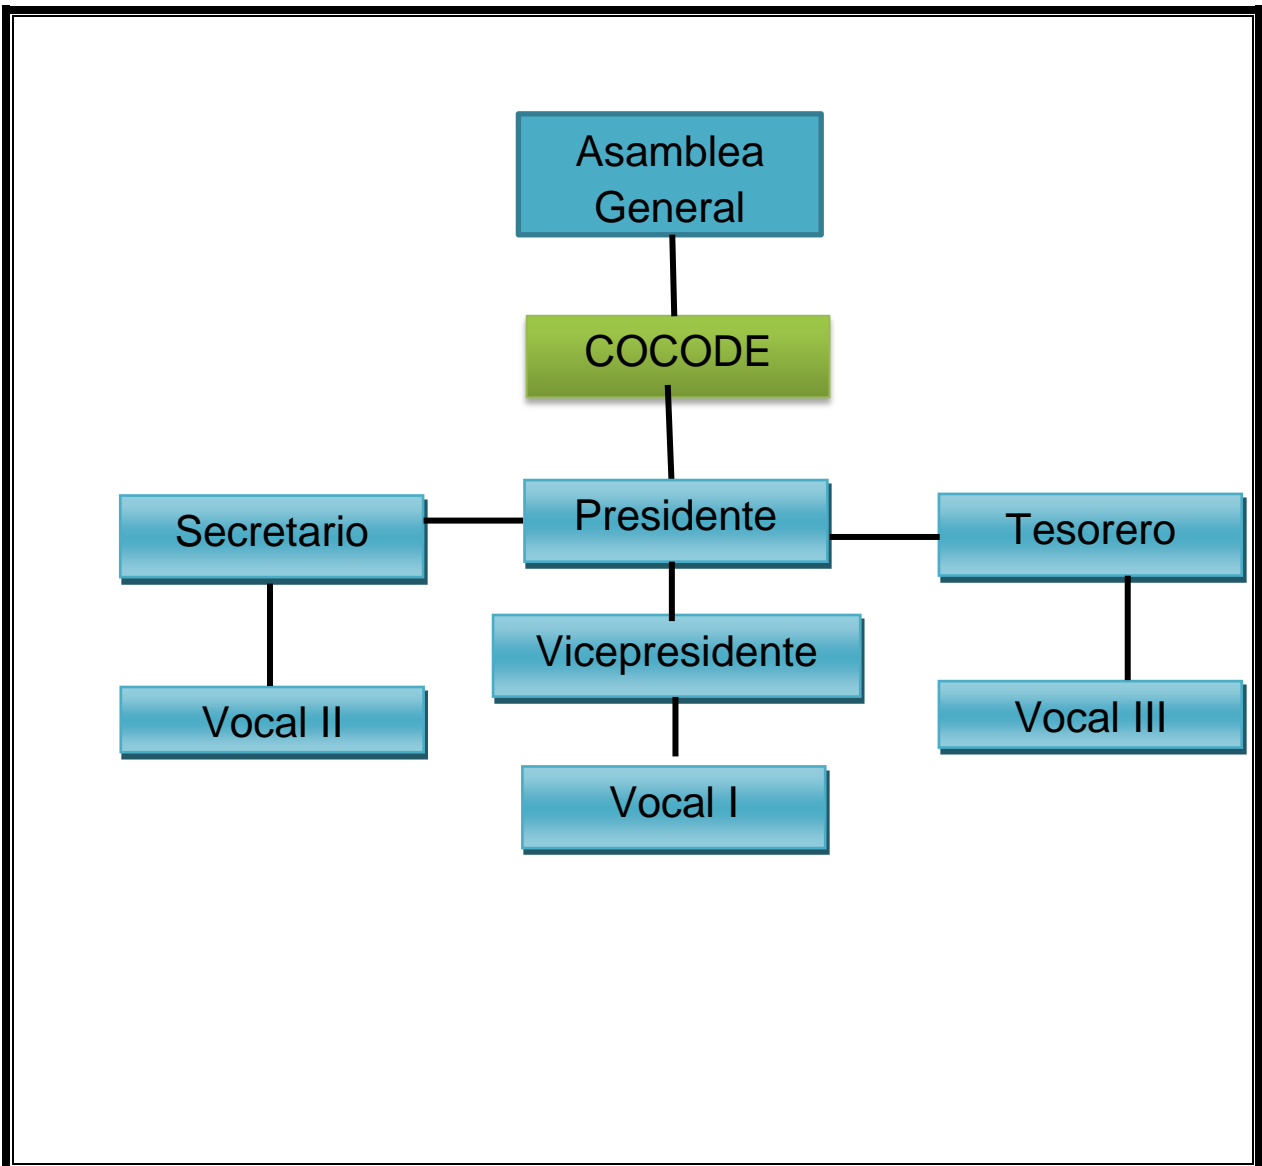 Asamblea
General
COCODE
Secretario
Presidente
Tesorero
Vicepresidente
Vocal II
Vocal III
Vocal I